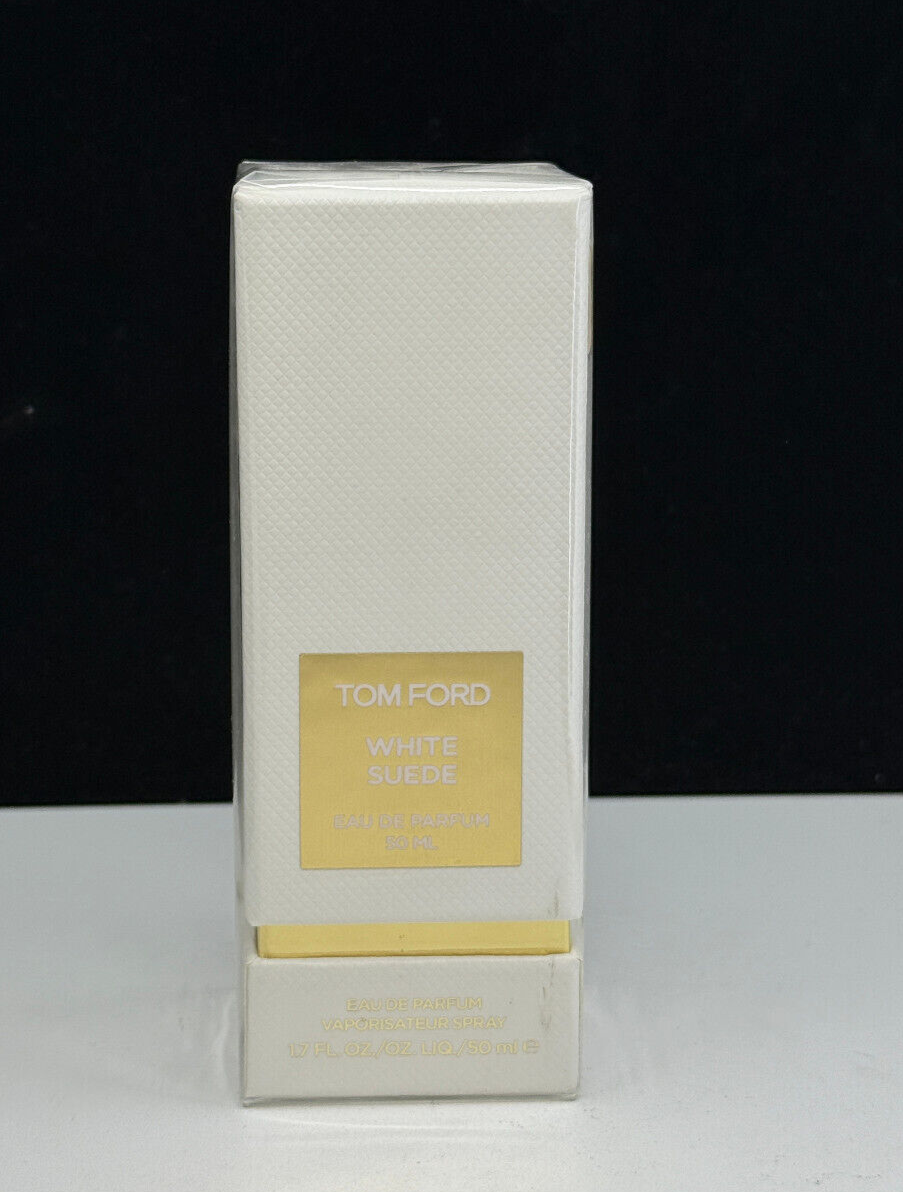 TOM FORD
WHITE
SUEDE
EAU DE PARFUM
50 ML
EAU DE PARFUM
VAPORISATEUR SPRAY
1.7 FL. OZ./OZ. LIQ./50 ml ℮